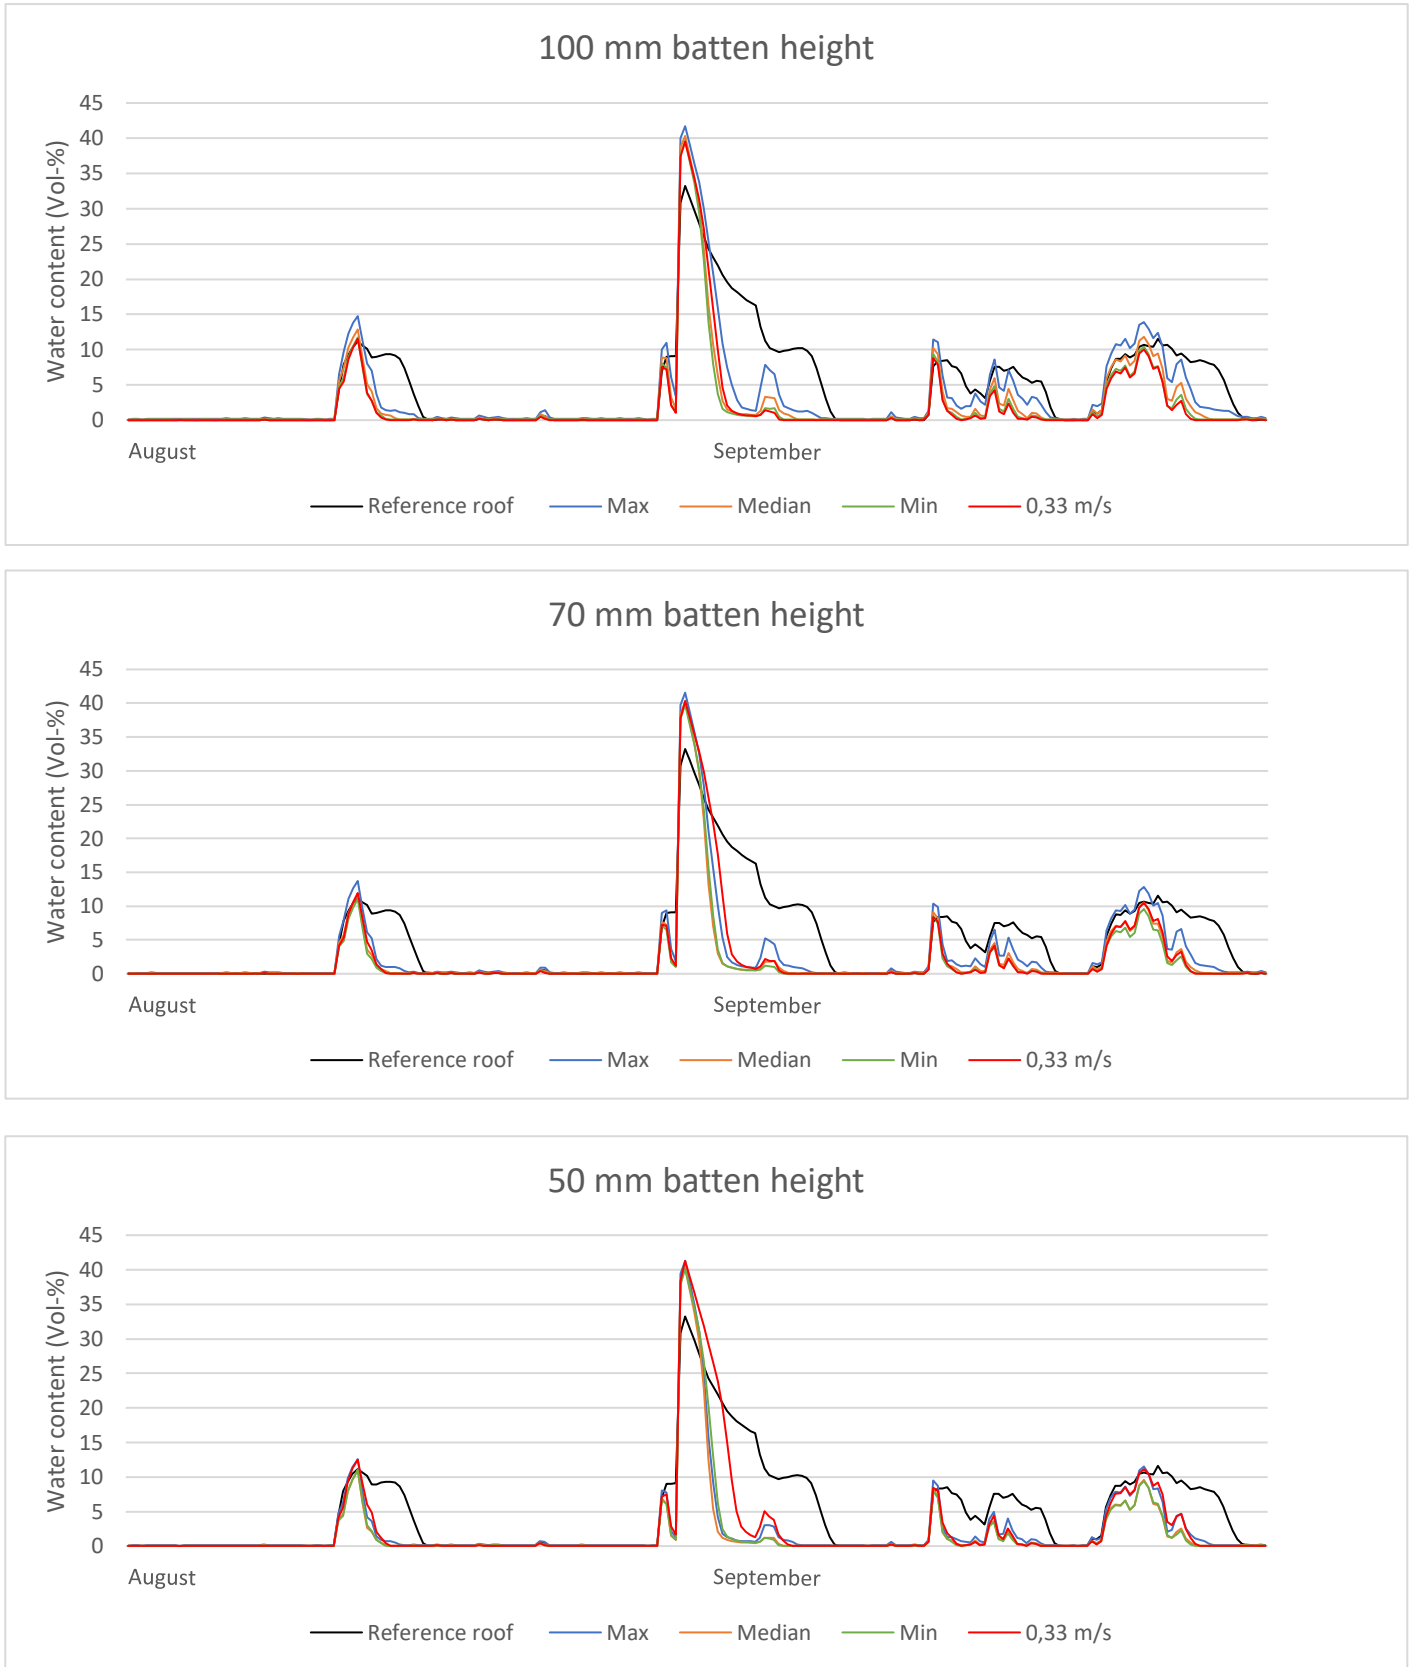 100 mm batten height
Water content (Vol-%)
45
40
35
30
25
20
15
10
5
0
August September
Reference roof Max Median Min 0,33 m/s
70 mm batten height
Water content (Vol-%)
45
40
35
30
25
20
15
10
5
0
August September
Reference roof Max Median Min 0,33 m/s
50 mm batten height
Water content (Vol-%)
45
40
35
30
25
20
15
10
5
0
August September
Reference roof Max Median Min 0,33 m/s